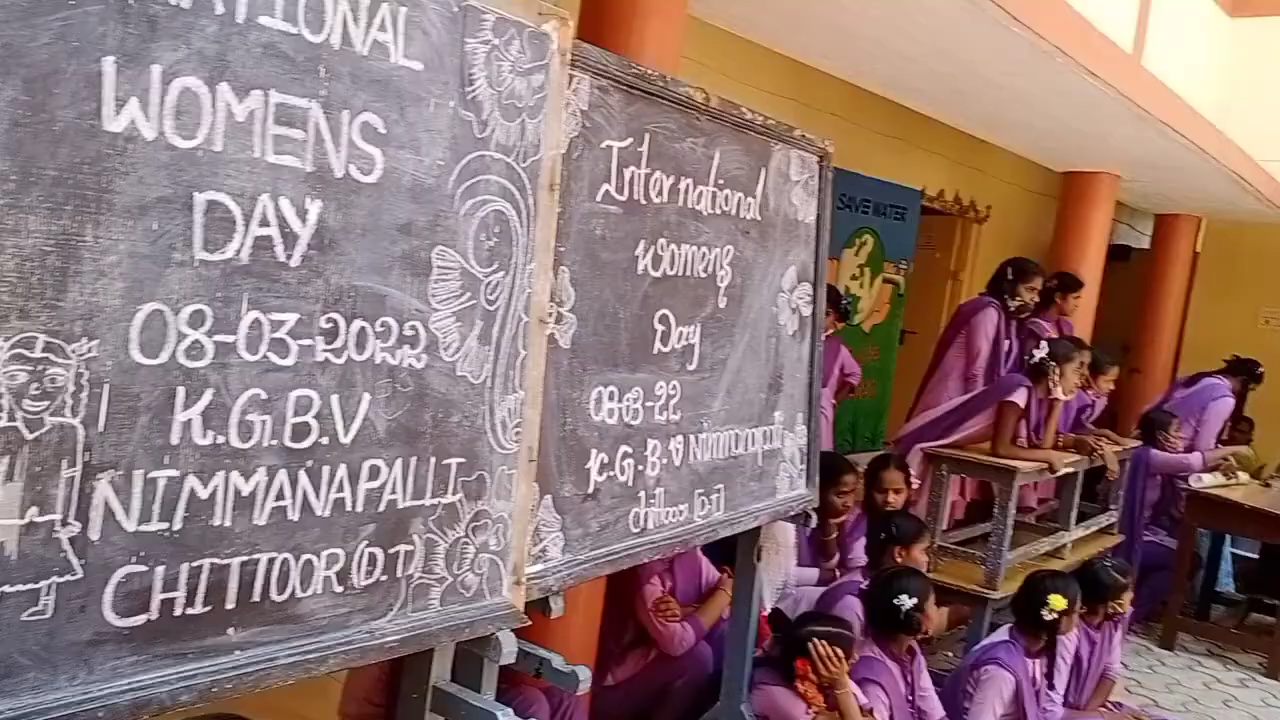 NATIONAL
WOMENS
DAY
08-03-2022
K.G.B.V
NIMMANAPALLI
CHITTOOR(D.T)
International
womens
Day
08-03-22
K.G.B.V Nimmanapalli
chittoor [D.T]
SAVE WATER